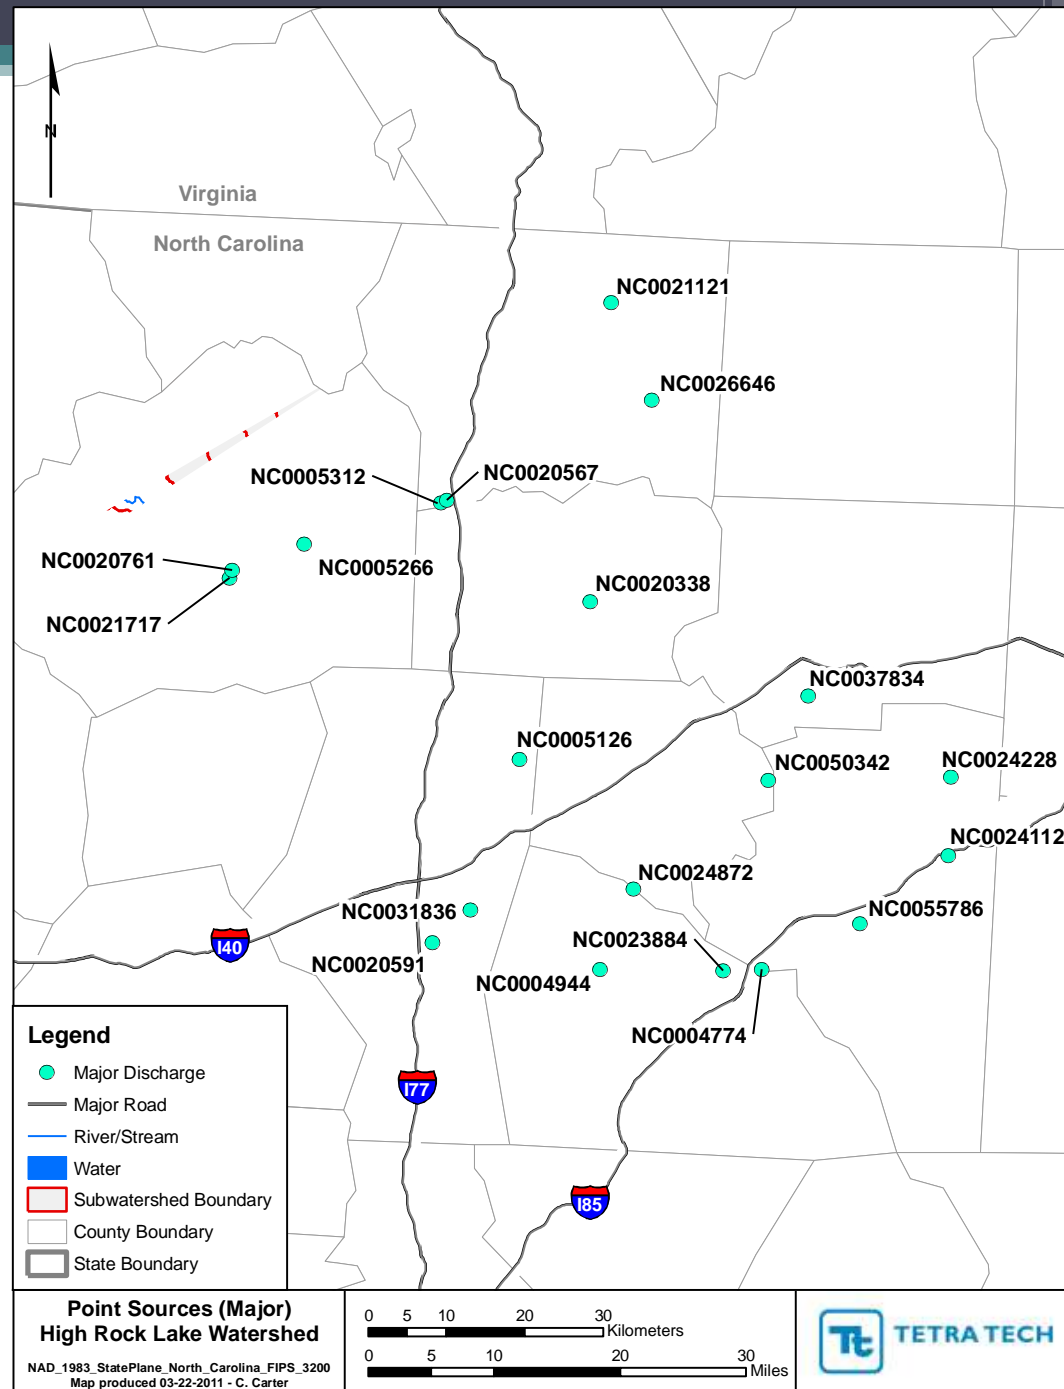 N
Virginia
North Carolina
NC0021121
NC0026646
NC0005312
NC0020567
NC0020761
NC0005266
NC0021717
NC0020338
NC0037834
NC0005126
NC0050342
NC0024228
NC0024112
NC0024872
NC0031836
NC0055786
NC0023884
I40
NC0020591
NC0004944
NC0004774
I77
I85
Legend
Major Discharge
Major Road
River/Stream
Water
Subwatershed Boundary
County Boundary
State Boundary
Point Sources (Major)
High Rock Lake Watershed
NAD_1983_StatePlane_North_Carolina_FIPS_3200
Map produced 03-22-2011 - C. Carter
0 5 10 20 30
Kilometers
0 5 10 20 30
Miles
Tt
TETRA TECH